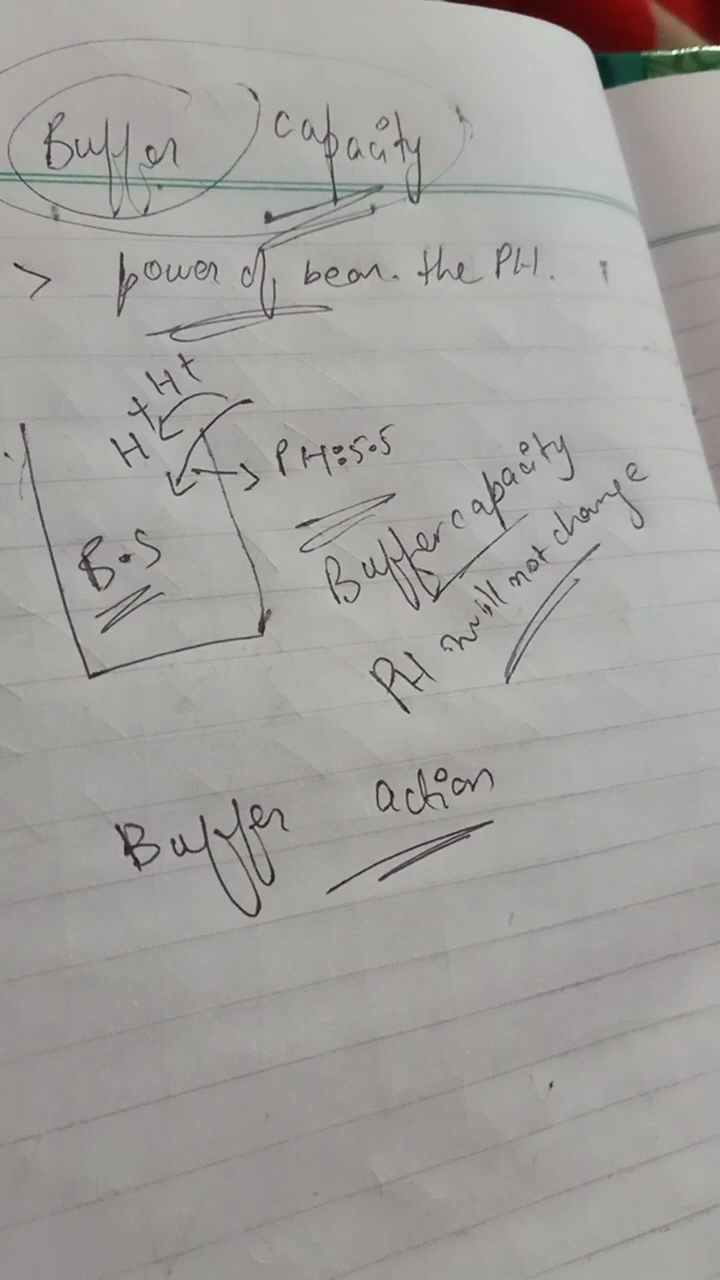 Buffer capacity
> power of bear the PH.
H+ H+
PH:5.5
B.S
Buffer capacity
PH will not change
Buffer action